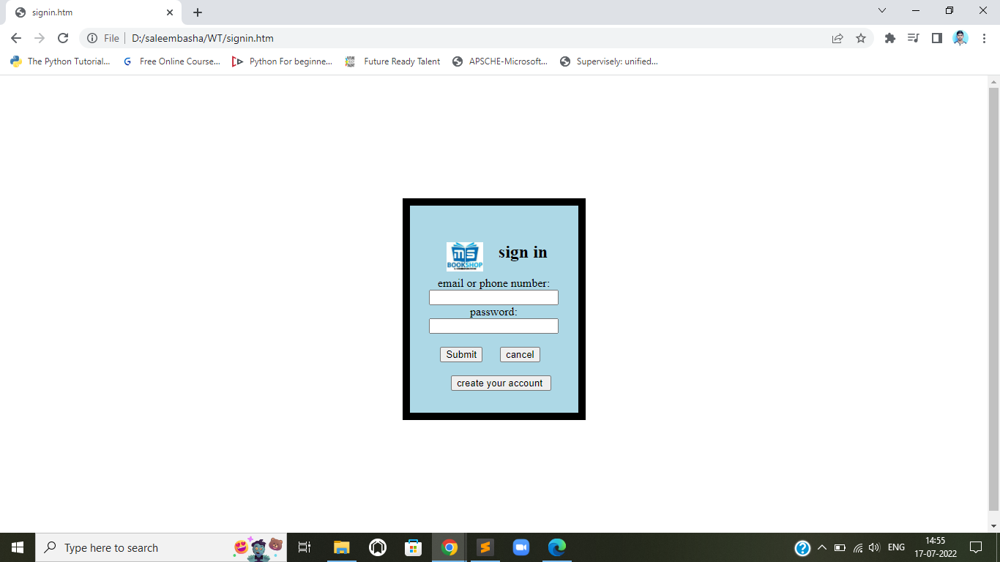 signin.htm
File D:/saleembasha/WT/signin.htm
The Python Tutorial... Free Online Course... Python For beginne... Future Ready Talent APSCHE-Microsoft... Supervisely: unified...
MS
BOOKSHOP
sign in
email or phone number:
password:
Submit cancel
create your account
Type here to search
ENG
14:55
17-07-2022